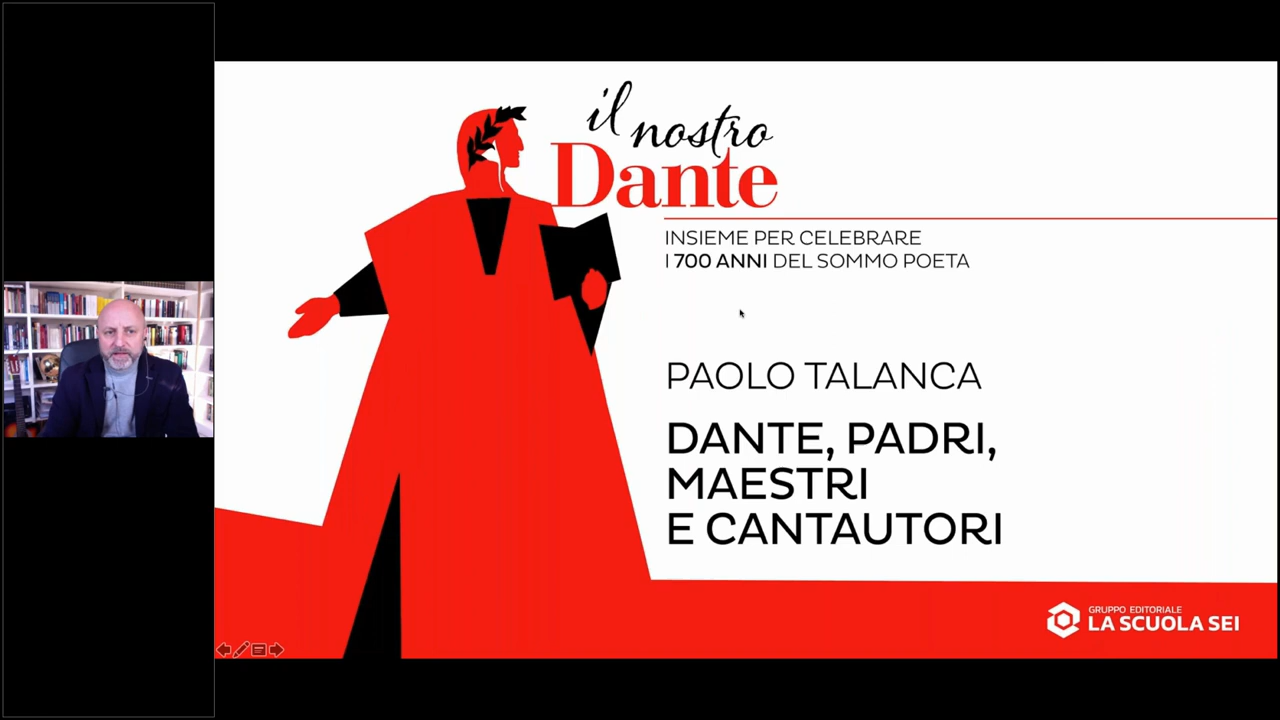 il nostro
Dante
INSIEME PER CELEBRARE
I 700 ANNI DEL SOMMO POETA
PAOLO TALANCA
DANTE, PADRI,
MAESTRI
E CANTAUTORI
GRUPPO EDITORIALE
LA SCUOLA SEI